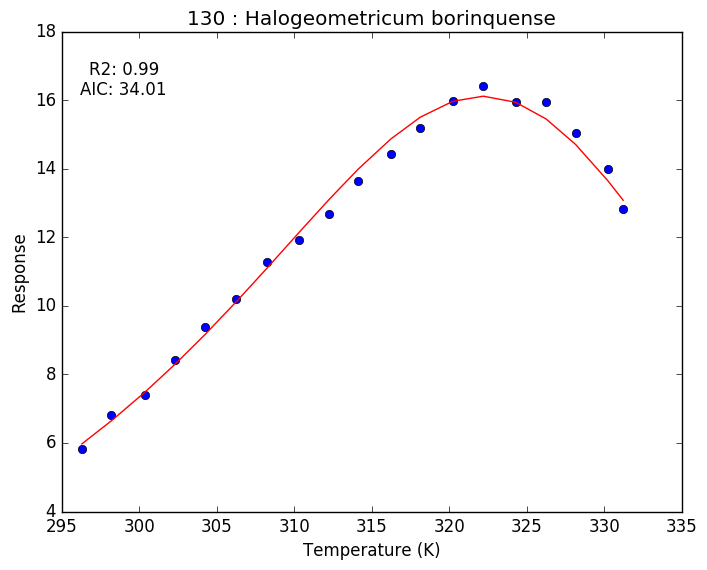 130 : Halogeometricum borinquense
R2: 0.99
AIC: 34.01
Response
18
16
14
12
10
8
6
4
295 300 305 310 315 320 325 330 335
Temperature (K)